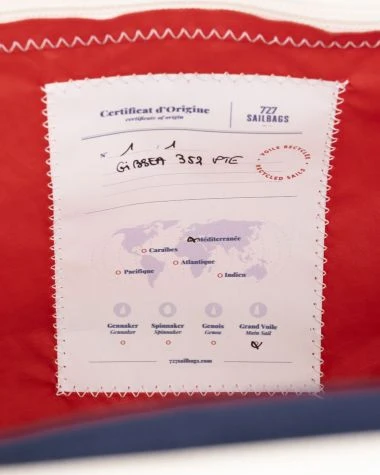 Certificat d'Origine
certificate of origin
727
SAILBAGS
N° 1 / 1
GIBSEA 352 VTE
VOILE RECYCLÉE
RECYCLED SAILS
Méditerranée
Caraïbes
Atlantique
Pacifique
Indien
Gennaker Spinnaker Genois Grand Voile
Gennaker Spinnaker Genoa Main Sail
727sailbags.com